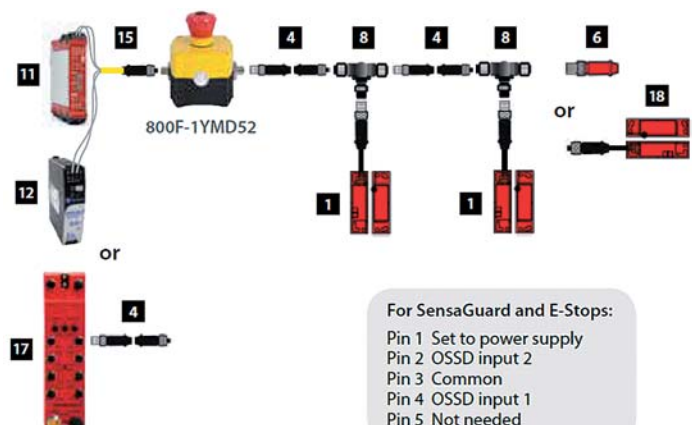 15
4
8
4
8
6
11
18
or
800F-1YMD52
12
1
1
or
17
4
For SensaGuard and E-Stops:
Pin 1 Set to power supply
Pin 2 OSSD input 2
Pin 3 Common
Pin 4 OSSD input 1
Pin 5 Not needed